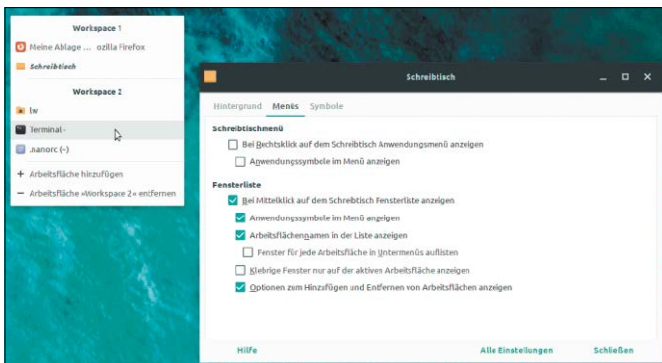 Workspace 1
Meine Ablage ... ozilla Firefox
Schreibtisch
Workspace 2
lw
Terminal -
.nanorc (~)
+ Arbeitsfläche hinzufügen
− Arbeitsfläche »Workspace 2« entfernen
Schreibtisch
Hintergrund Menüs Symbole
Schreibtischmenü
Bei Rechtsklick auf dem Schreibtisch Anwendungsmenü anzeigen
Anwendungssymbole im Menü anzeigen
Fensterliste
Bei Mittelklick auf dem Schreibtisch Fensterliste anzeigen
Anwendungssymbole im Menü anzeigen
Arbeitsflächennamen in der Liste anzeigen
Fenster für jede Arbeitsfläche in Untermenüs auflisten
Klebrige Fenster nur auf der aktiven Arbeitsfläche anzeigen
Optionen zum Hinzufügen und Entfernen von Arbeitsflächen anzeigen
Hilfe Alle Einstellungen Schließen